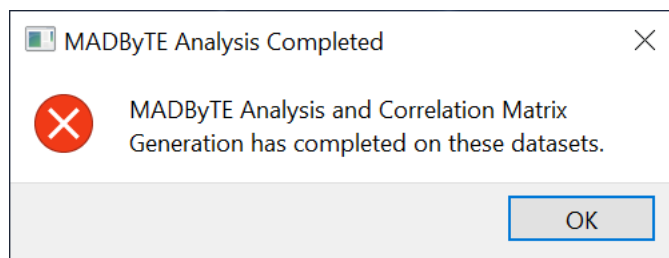 MADByTE Analysis Completed
MADByTE Analysis and Correlation Matrix
Generation has completed on these datasets.
OK